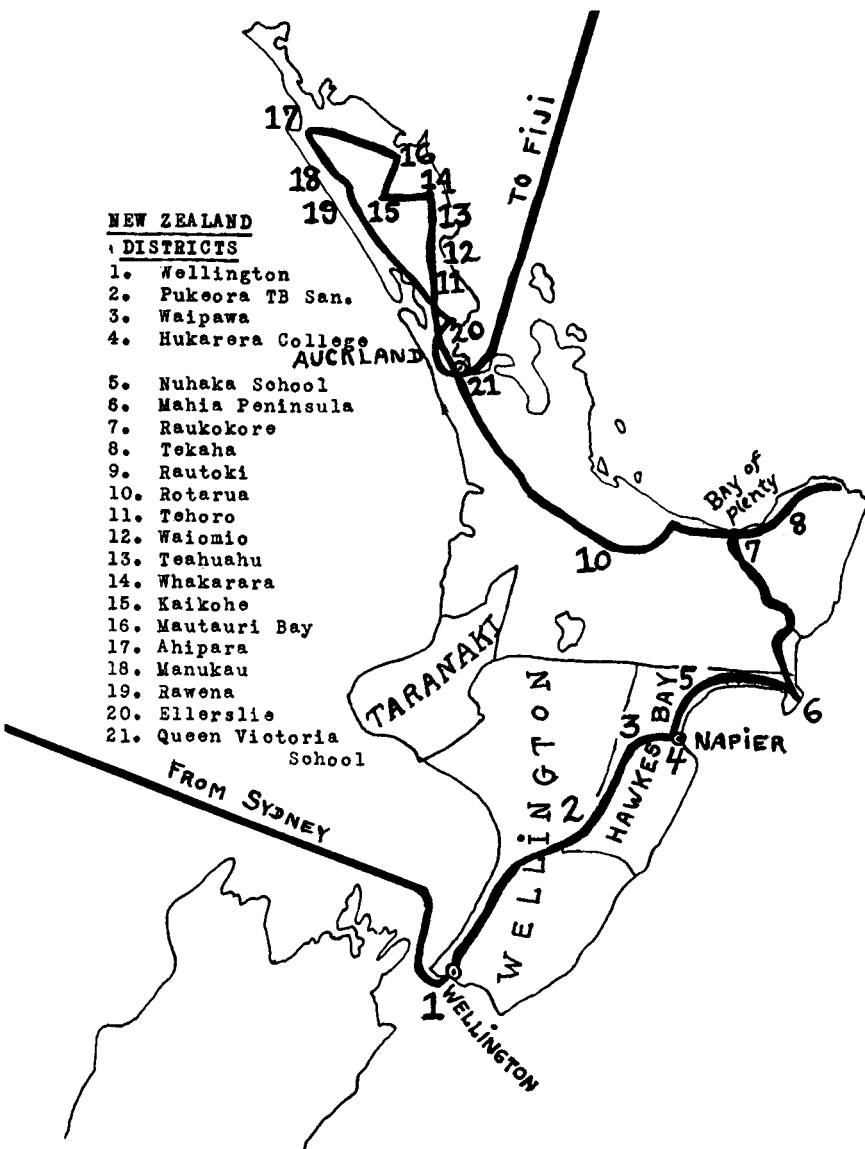 17
16
18
14
15
19
13
12
11
20
21
TO FIJI
NEW ZEALAND
DISTRICTS
1. Wellington
2. Pukeora TB San.
3. Waipawa
4. Hukarera College
AUCKLAND
5. Nuhaka School
6. Mahia Peninsula
7. Raukokore
8. Tekaha
9. Rautoki
10. Rotarua
11. Tehoro
12. Waiomio
13. Teahuahu
14. Whakarara
15. Kaikohe
16. Mautauri Bay
17. Ahipara
18. Manukau
19. Rawena
20. Ellerslie
21. Queen Victoria
School
BAY of
plenty
8
7
10
TARANAKI
WELLINGTON
HAWKES BAY
5
6
3
4
NAPIER
2
FROM SYDNEY
1
WELLINGTON